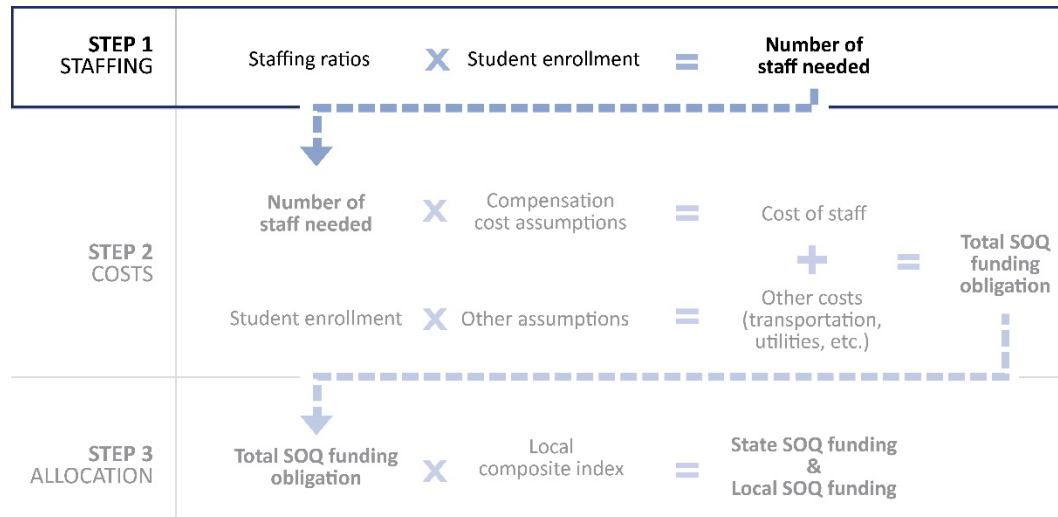 STEP 1
STAFFING
Staffing ratios x Student enrollment =
Number of
staff needed
STEP 2
COSTS
Number of
staff needed
x
Compensation
cost assumptions
=
Cost of staff
+
Student enrollment x Other assumptions =
Other costs
(transportation,
utilities, etc.)
=
Total SOQ
funding
obligation
STEP 3
ALLOCATION
Total SOQ funding
obligation
x
Local
composite index
=
State SOQ funding
&
Local SOQ funding